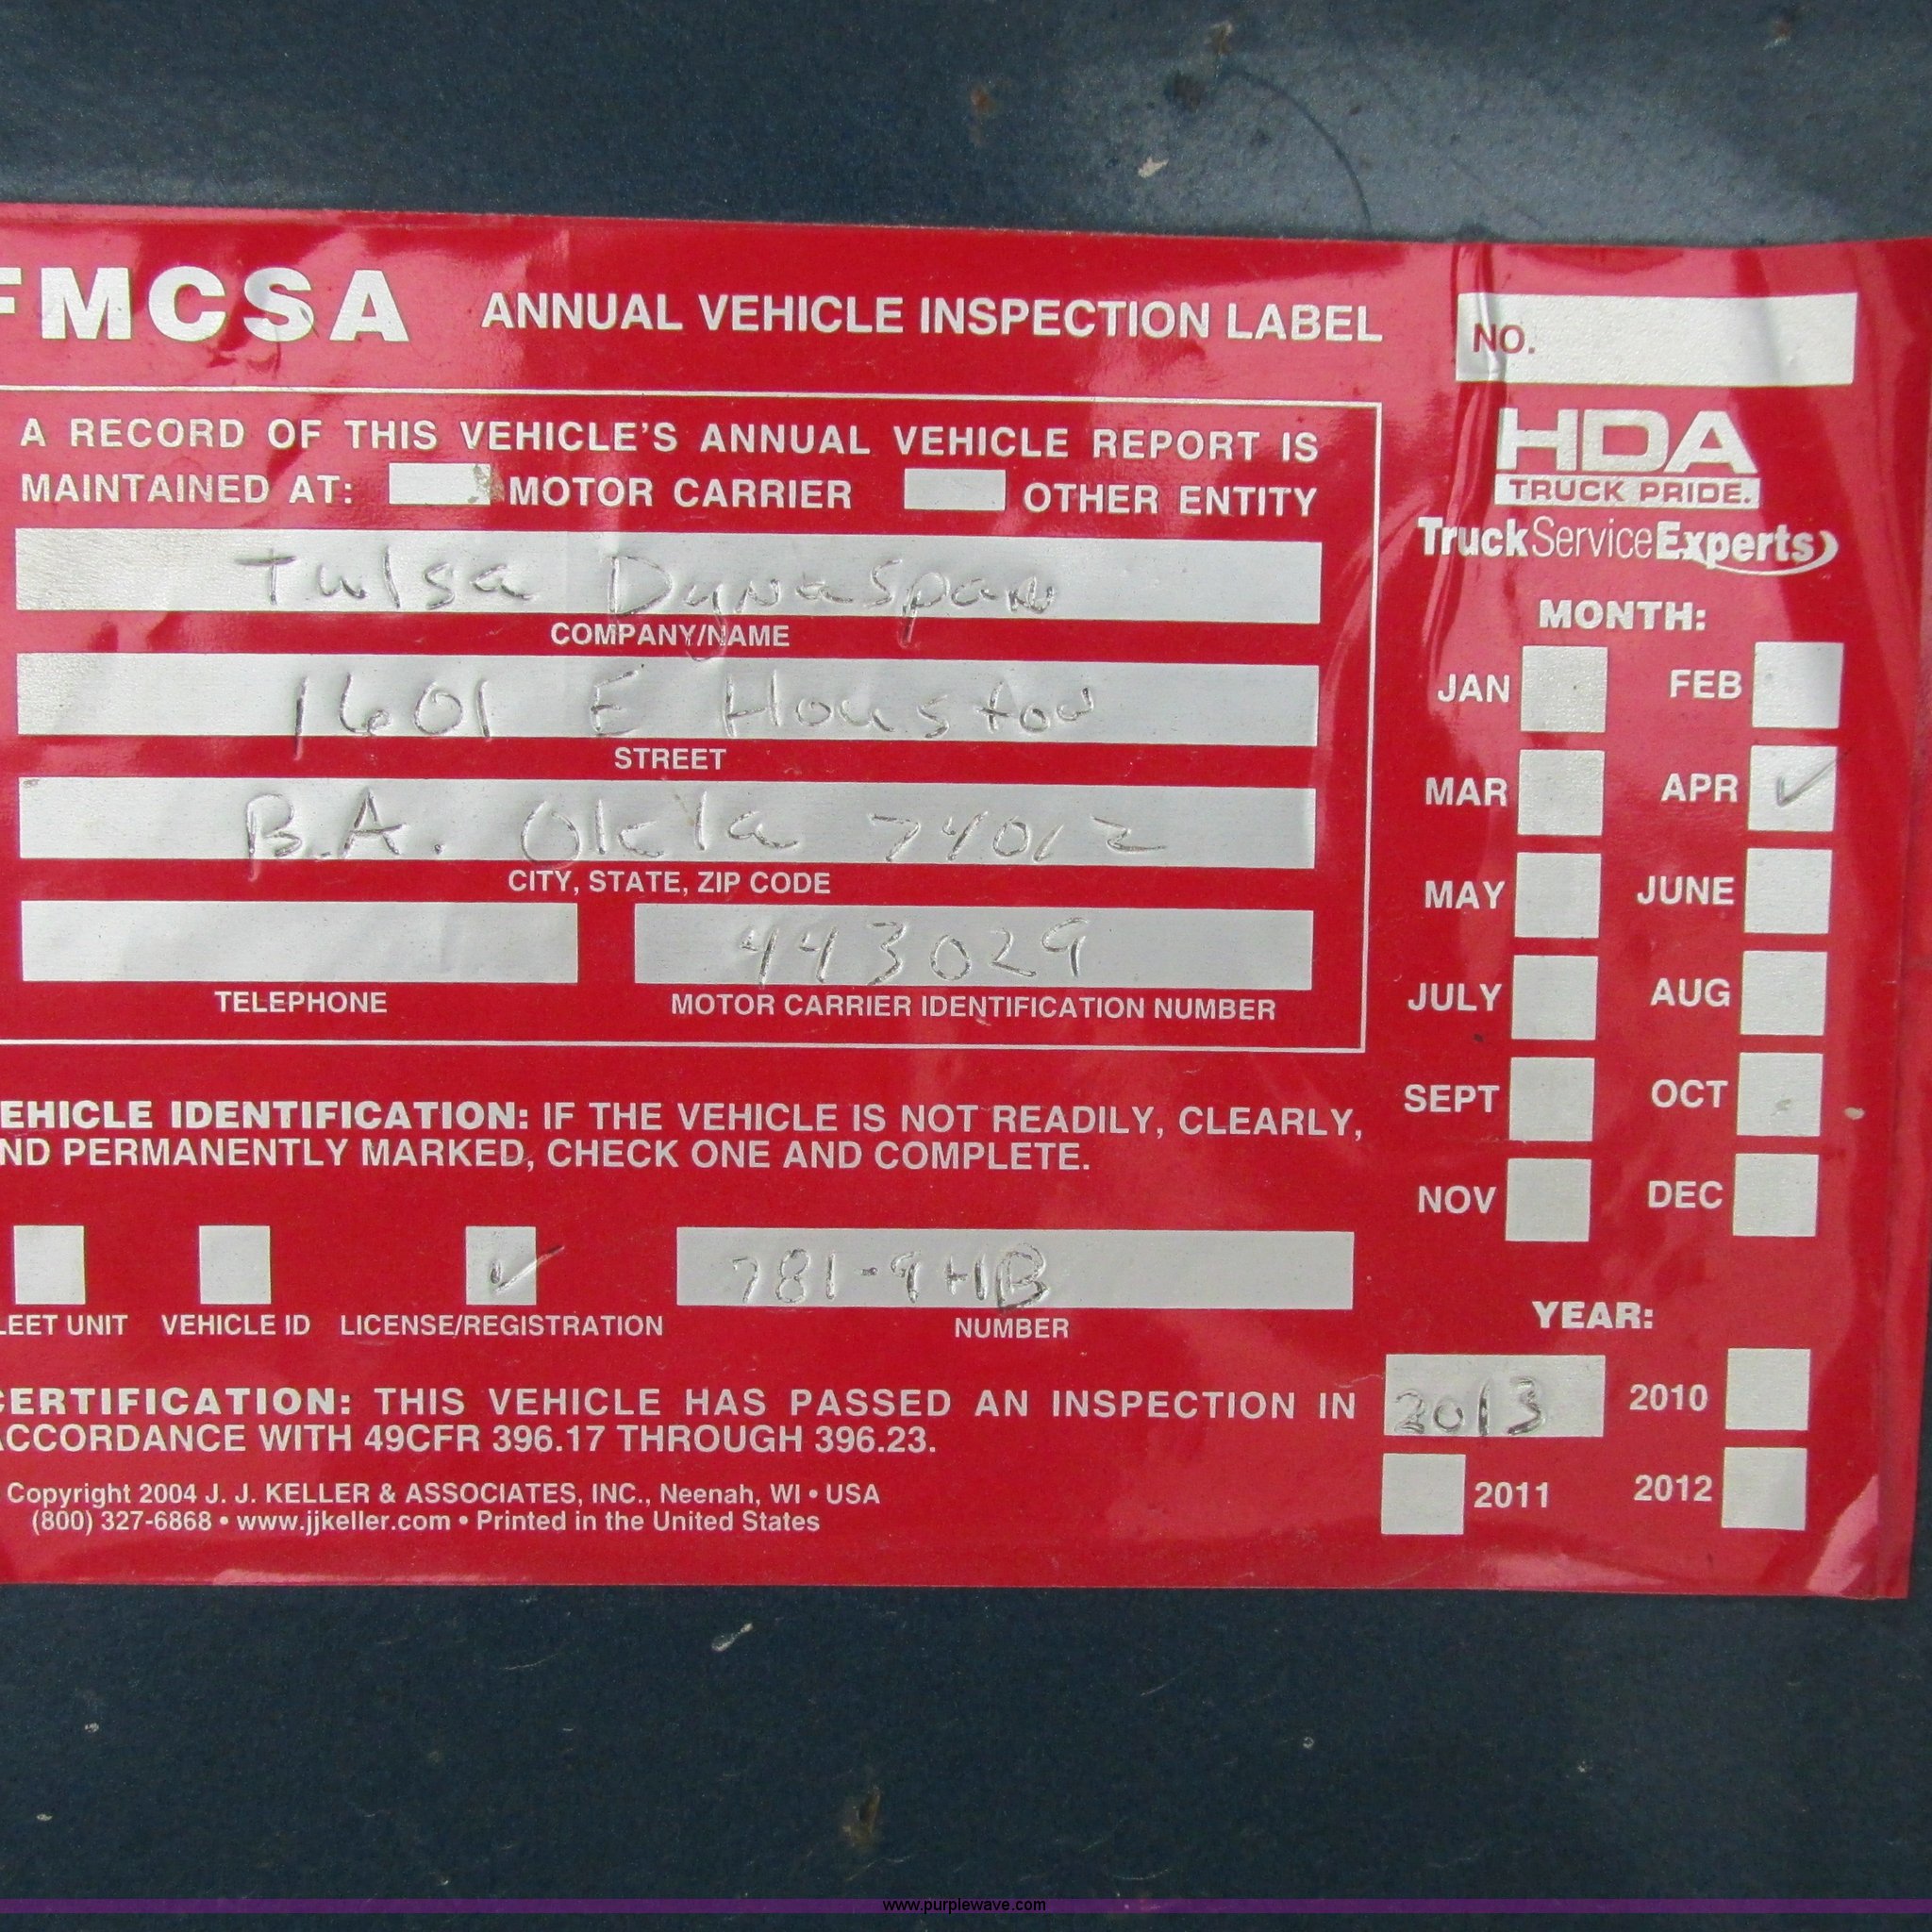 FMCSA ANNUAL VEHICLE INSPECTION LABEL NO.
A RECORD OF THIS VEHICLE'S ANNUAL VEHICLE REPORT IS
MAINTAINED AT: MOTOR CARRIER OTHER ENTITY
Tulsa Dynaspan
COMPANY/NAME
1601 E Houston
STREET
B.A. Okla 74012
CITY, STATE, ZIP CODE
443029
TELEPHONE MOTOR CARRIER IDENTIFICATION NUMBER
EHICLE IDENTIFICATION: IF THE VEHICLE IS NOT READILY, CLEARLY,
ND PERMANENTLY MARKED, CHECK ONE AND COMPLETE.
781-9HB
LEET UNIT VEHICLE ID LICENSE/REGISTRATION NUMBER
CERTIFICATION: THIS VEHICLE HAS PASSED AN INSPECTION IN
ACCORDANCE WITH 49CFR 396.17 THROUGH 396.23.
Copyright 2004 J. J. KELLER & ASSOCIATES, INC., Neenah, WI • USA
(800) 327-6868 • www.jjkeller.com • Printed in the United States
HDA
TRUCK PRIDE.
TruckServiceExperts
MONTH:
JAN FEB
MAR APR ✓
MAY JUNE
JULY AUG
SEPT OCT
NOV DEC
YEAR:
2013 2010
2011 2012
www.purplewave.com